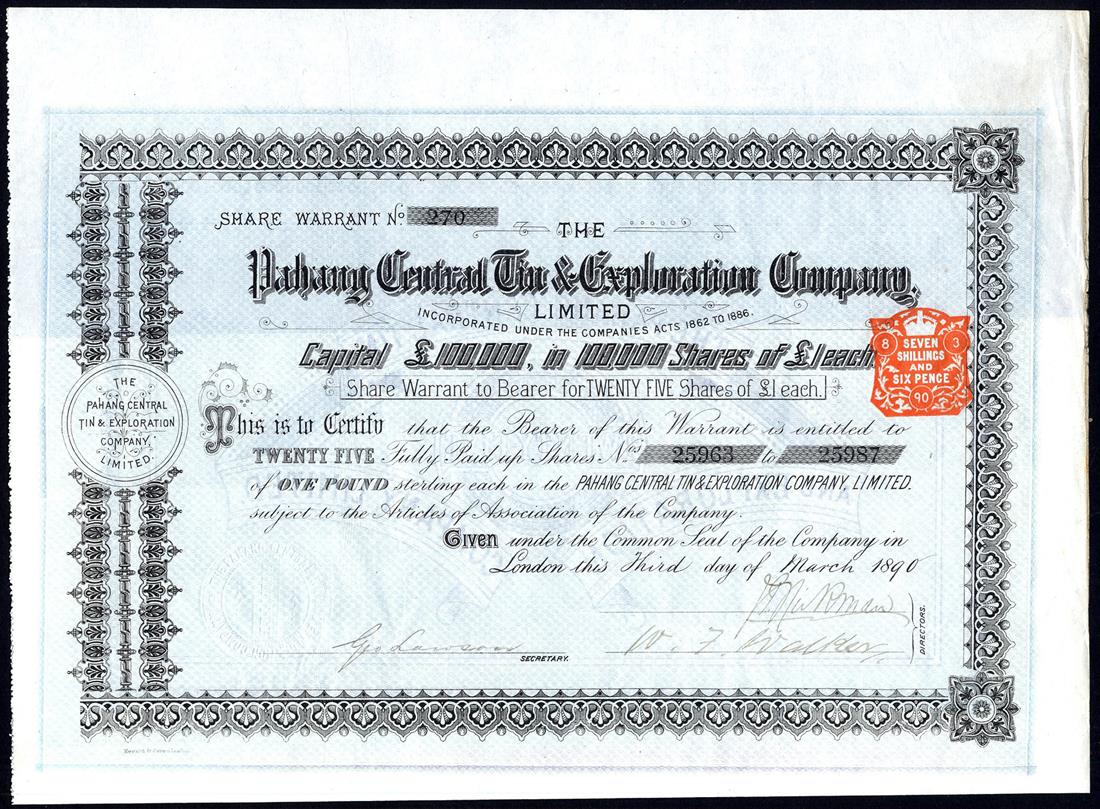 SHARE WARRANT No 270
THE
Pahang Central Tin & Exploration Company,
LIMITED
INCORPORATED UNDER THE COMPANIES ACTS 1862 TO 1886.
Capital £100,000, in 100,000 Shares of £1 each
Share Warrant to Bearer for TWENTY FIVE Shares of £1 each.
8 3
SEVEN
SHILLINGS
AND
SIX PENCE
90
THE
PAHANG CENTRAL
TIN & EXPLORATION
COMPANY,
LIMITED.
This is to Certify that the Bearer of this Warrant is entitled to
TWENTY FIVE Fully Paid up Shares Nos 25963 to 25987
of ONE POUND sterling each in the PAHANG CENTRAL TIN & EXPLORATION COMPANY, LIMITED.
subject to the Articles of Association of the Company.
Given under the Common Seal of the Company in
London this Third day of March 1890
Geo Lawson
SECRETARY.
W. F. Walker
DIRECTORS.